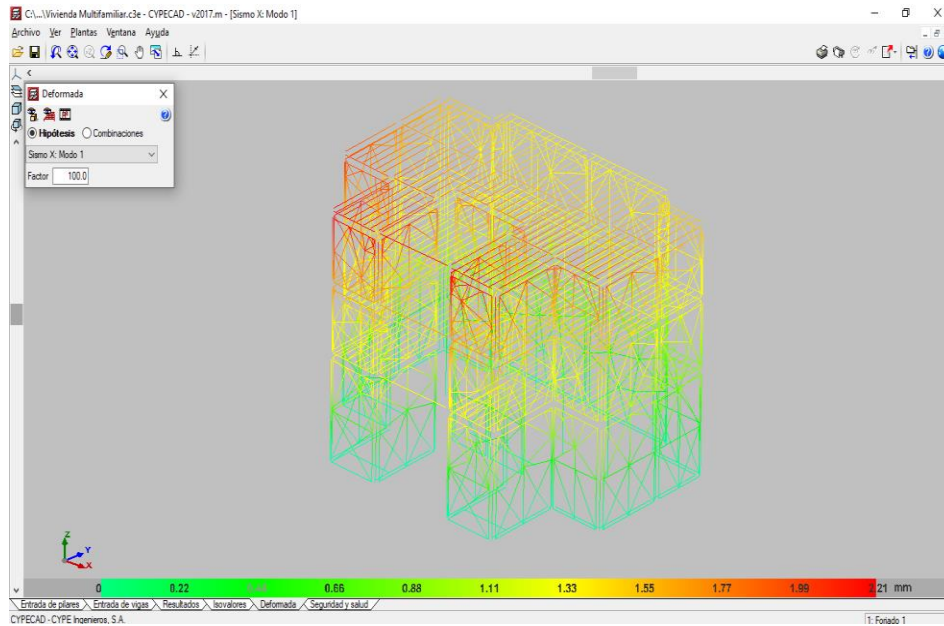 C:\...\Vivienda Multifamiliar.c3e - CYPECAD - v2017.m - [Sismo X: Modo 1]
Archivo Ver Plantas Ventana Ayuda
Deformada
Hipótesis Combinaciones
Sismo X: Modo 1
Factor 100.0
Z
Y
X
0 0.22 0.66 0.88 1.11 1.33 1.55 1.77 1.99 2.21 mm
Entrada de pilares Entrada de vigas Resultados Isovalores Deformada Seguridad y salud
CYPECAD - CYPE Ingenieros, S.A. 1: Forjado 1